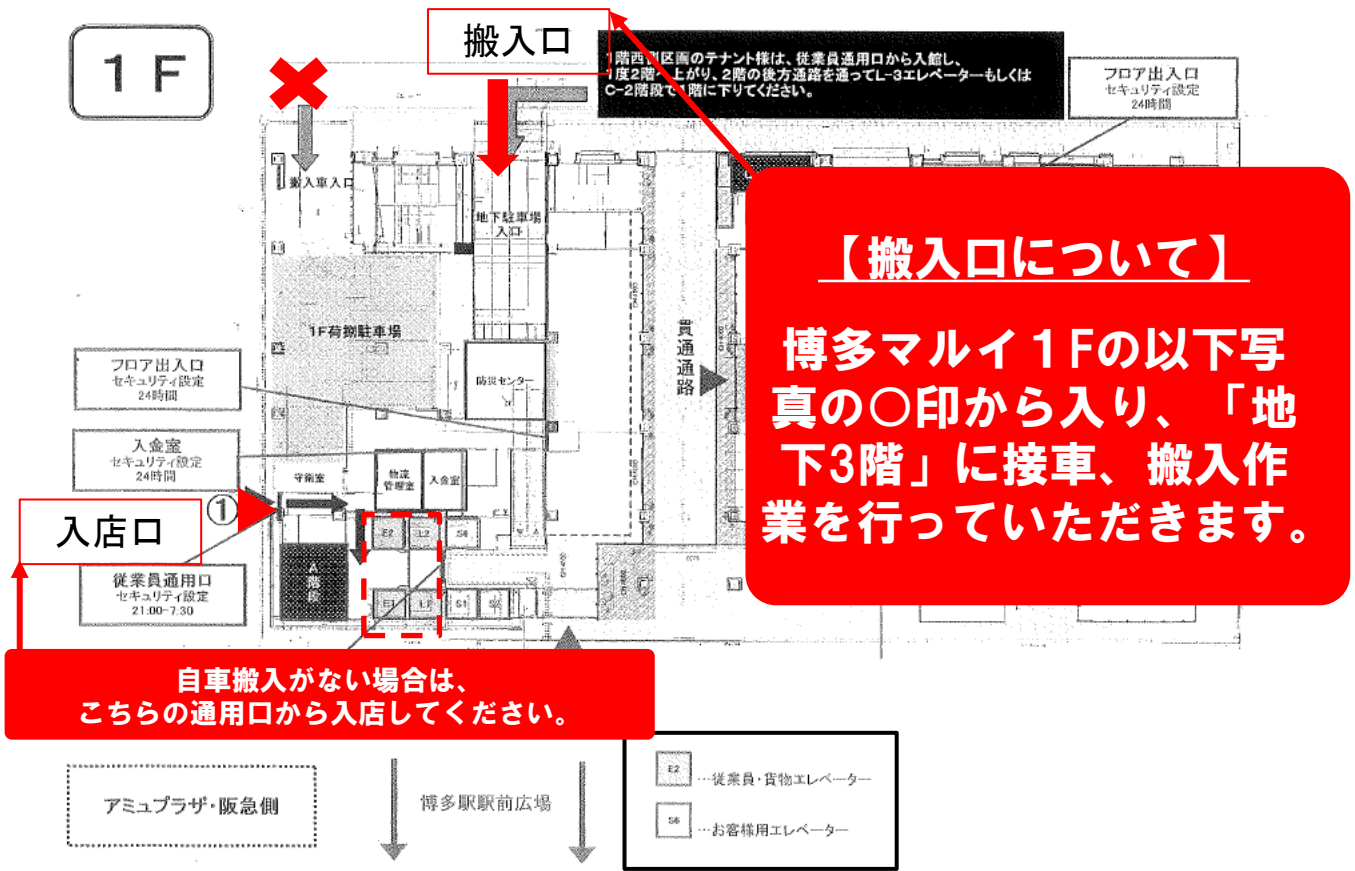 1F
搬入口
1階西側区画のテナント様は、従業員通用口から入館し、
1度2階へ上がり、2階の後方通路を通ってL-3エレベーターもしくは
C-2階段で1階に下りてください。
フロア出入口
セキュリティ設定
24時間
搬入車入口
地下駐車場
入口
【搬入口について】
博多マルイ１Fの以下写
真の○印から入り、「地
下3階」に接車、搬入作
業を行っていただきます。
1F荷捌駐車場
貫通通路
防災センター
フロア出入口
セキュリティ設定
24時間
入金室
セキュリティ設定
24時間
守衛室
物流
管理室
入金室
①
入店口
E2
L2
S6
A階段
E1
L1
S1
S2
従業員通用口
セキュリティ設定
21:00-7:30
自車搬入がない場合は、
こちらの通用口から入店してください。
アミュプラザ・阪急側
博多駅駅前広場
E2
…従業員・貨物エレベーター
S6
…お客様用エレベーター